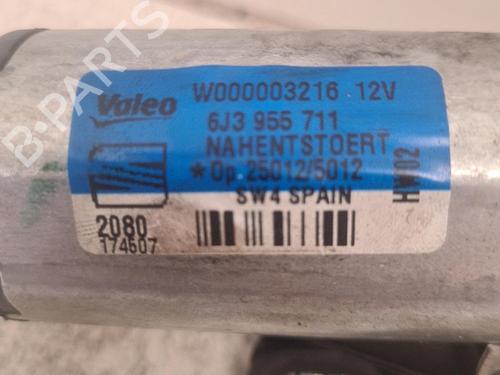 Valeo
W000003216 12V
6J3 955 711
NAHENTSTOERT
*Op.25012/5012
SW4 SPAIN
HW02
2080
174607
B-PARTS